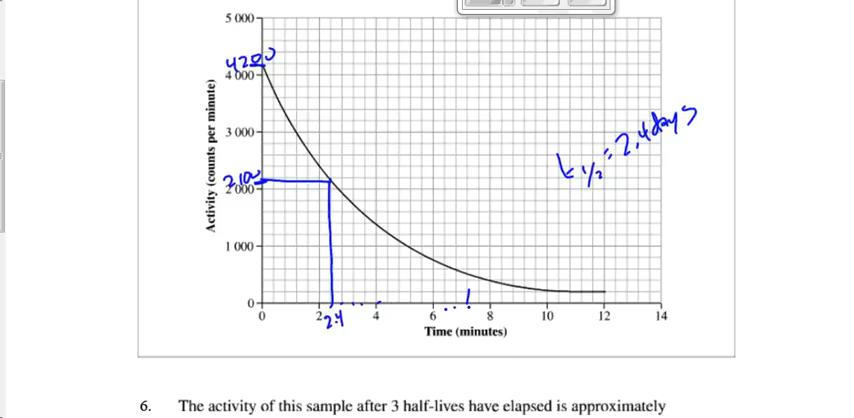 5 000
4200
4 000
Activity (counts per minute)
3 000
t 1/2 = 2.4 days
2100
2 000
1 000
0
0 2 4 6 8 10 12 14
2.4
Time (minutes)
6. The activity of this sample after 3 half-lives have elapsed is approximately